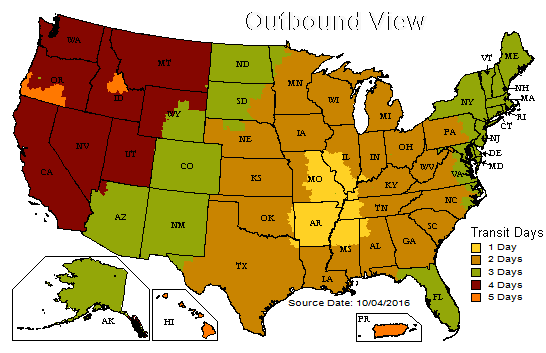 Outbound View
WA
MT
ND
MN
OR
ID
WY
SD
WI
MI
VT
ME
NH
MA
NY
RI
CT
NV
UT
CA
CO
NE
IA
IL
IN
OH
PA
NJ
DE
MD
WV
VA
KS
MO
KY
NC
AZ
NM
OK
AR
TN
SC
TX
LA
MS
AL
GA
FL
AK
HI
PR
Source Date: 10/04/2016
Transit Days
1 Day
2 Days
3 Days
4 Days
5 Days